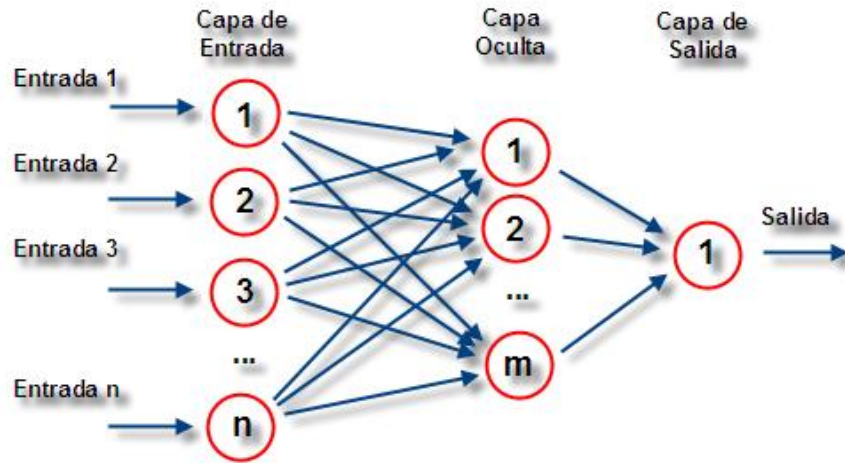 Capa de
Entrada
Capa
Oculta
Capa de
Salida
Entrada 1
1
Entrada 2
2
Entrada 3
3
...
Entrada n
n
1
2
...
m
1
Salida